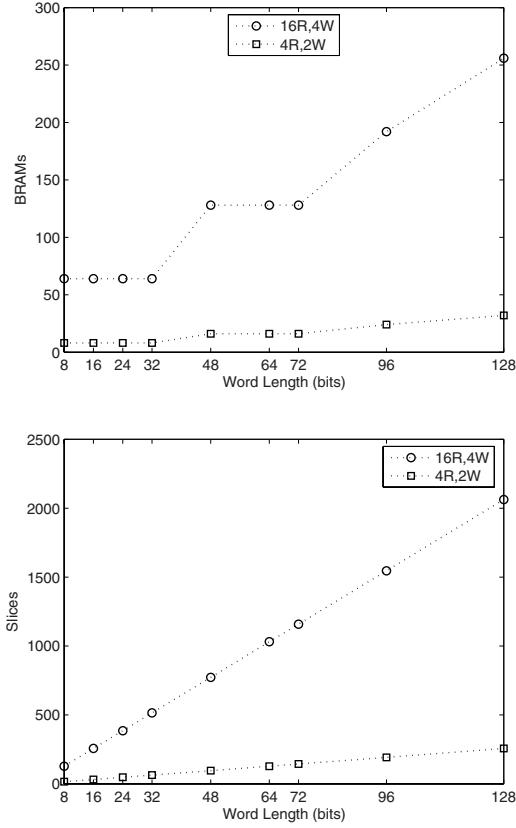 300
250
200
150
100
50
0
BRAMs
16R,4W
4R,2W
8 16 24 32 48 64 72 96 128
Word Length (bits)
2500
2000
1500
1000
500
0
Slices
16R,4W
4R,2W
8 16 24 32 48 64 72 96 128
Word Length (bits)